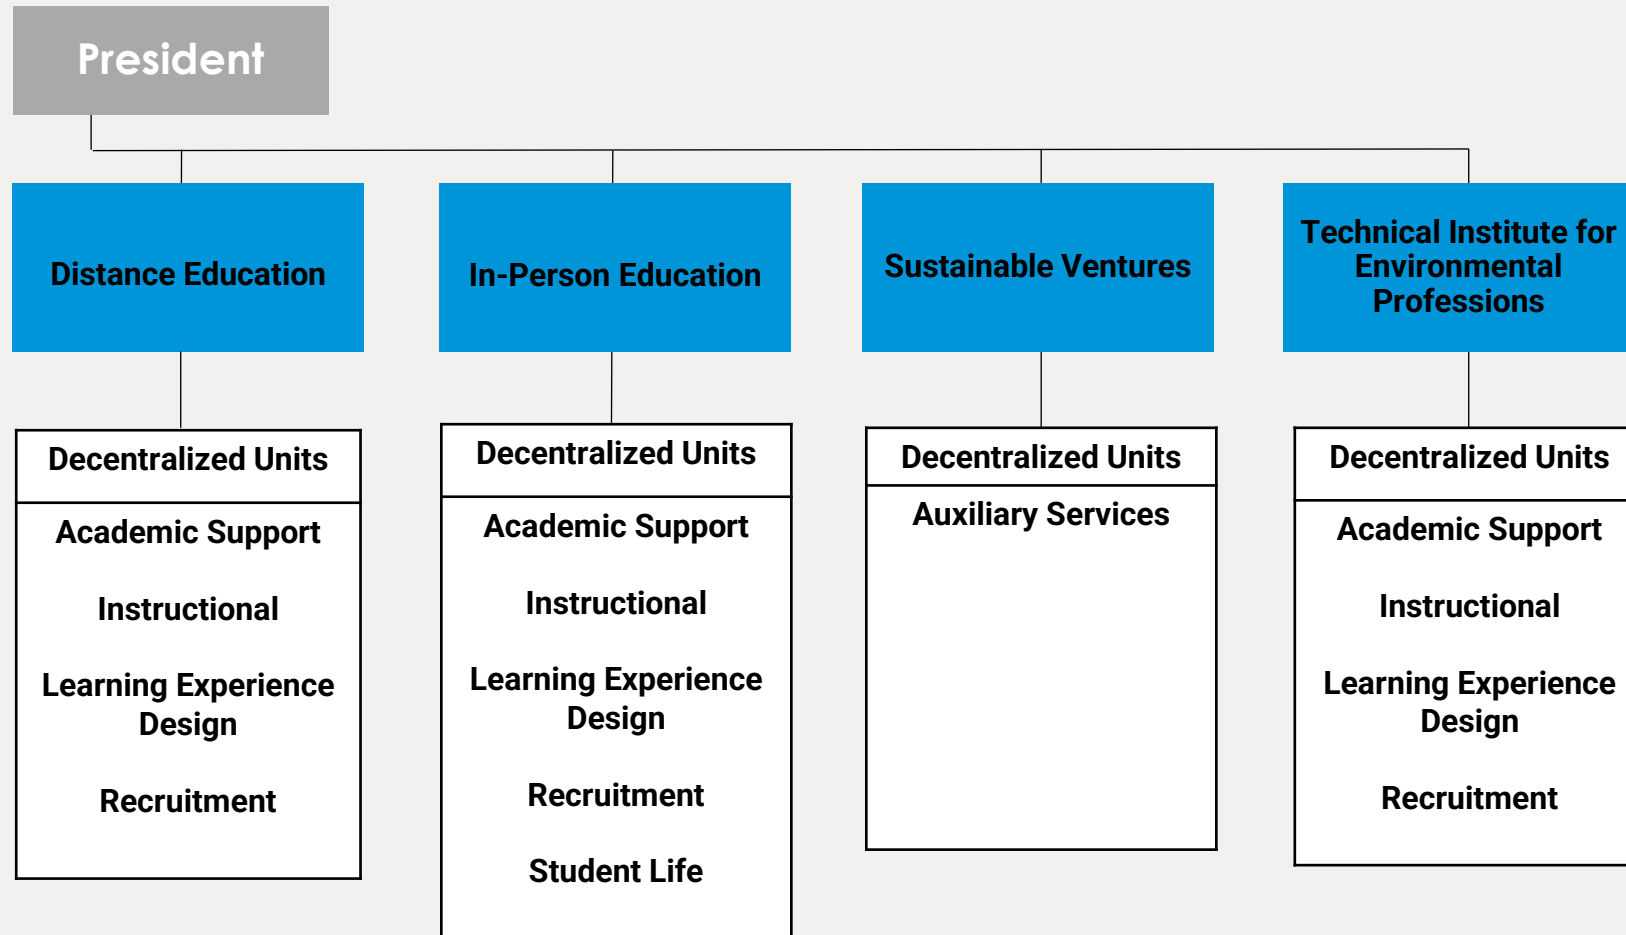 President
Distance Education
In-Person Education
Sustainable Ventures
Technical Institute for
Environmental
Professions
Decentralized Units
Academic Support
Instructional
Learning Experience
Design
Recruitment
Decentralized Units
Academic Support
Instructional
Learning Experience
Design
Recruitment
Student Life
Decentralized Units
Auxiliary Services
Decentralized Units
Academic Support
Instructional
Learning Experience
Design
Recruitment